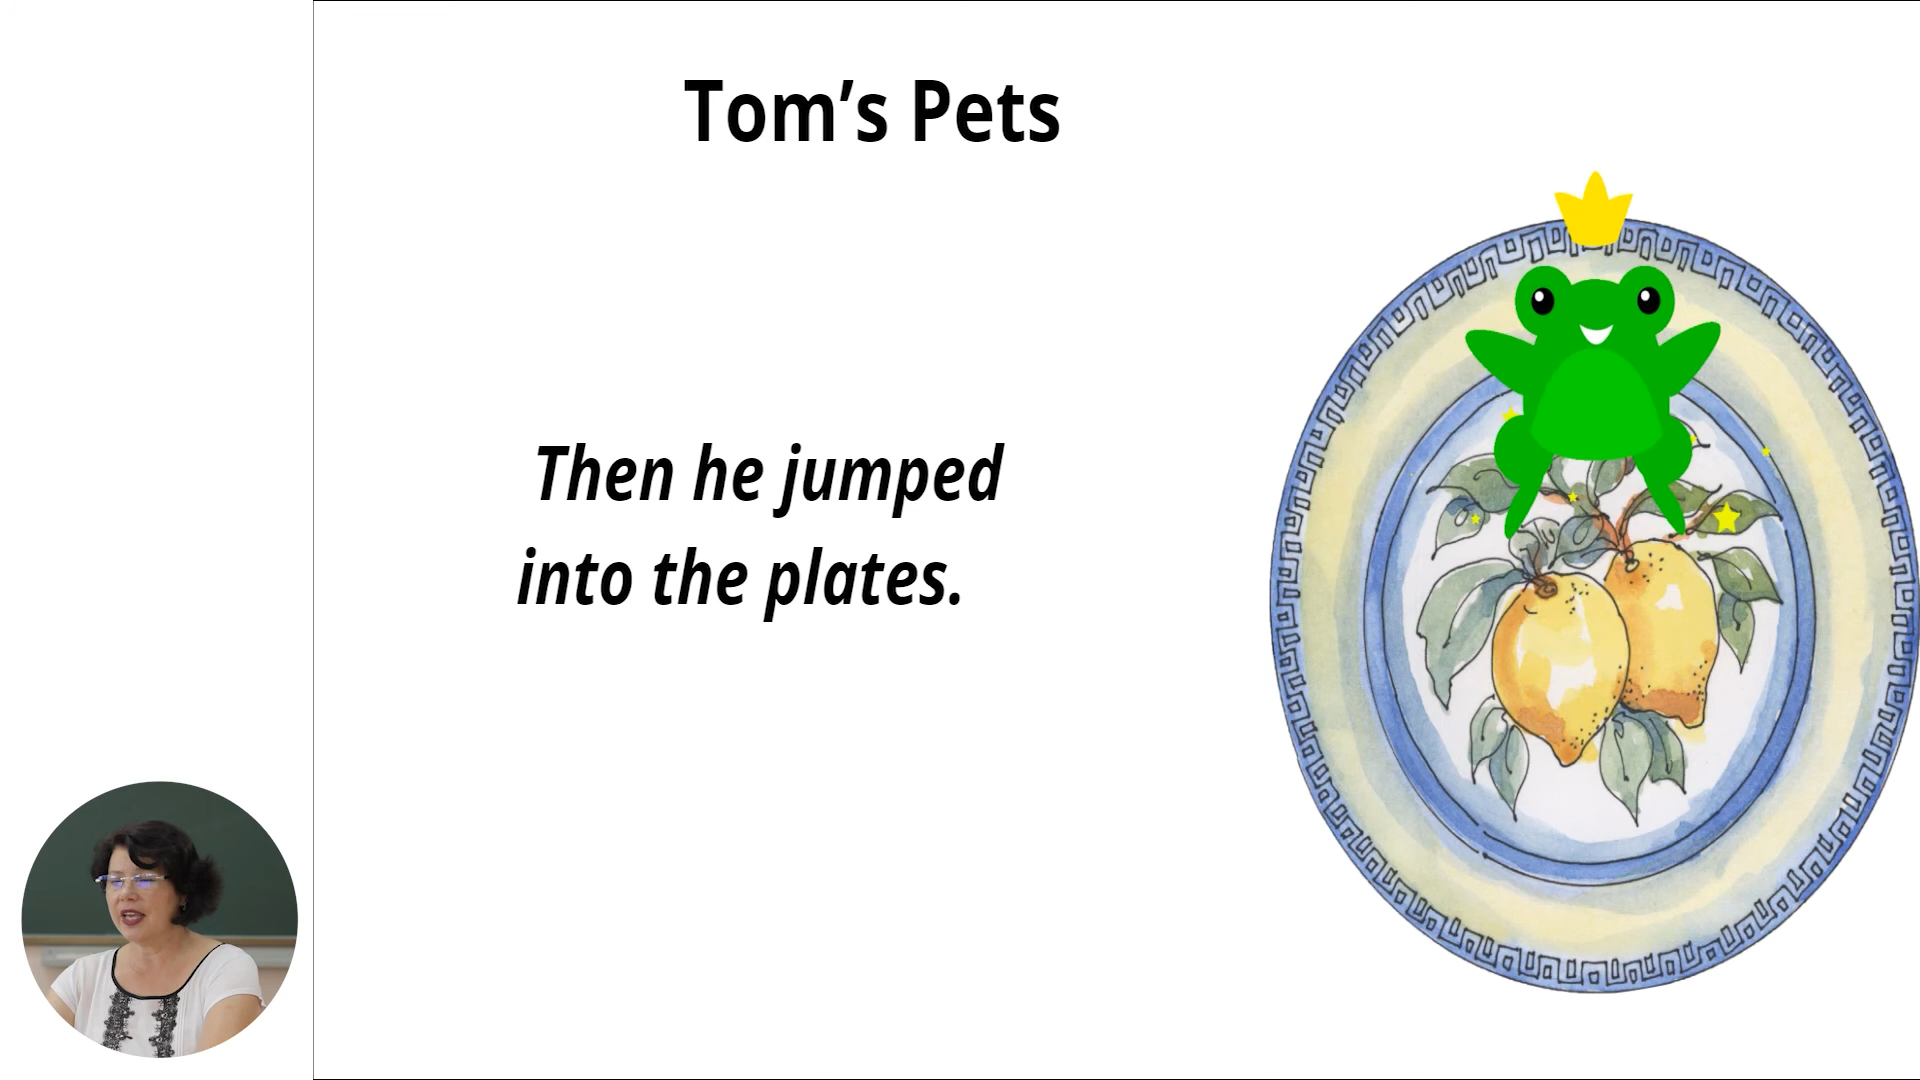 Tom’s Pets
Then he jumped
into the plates.